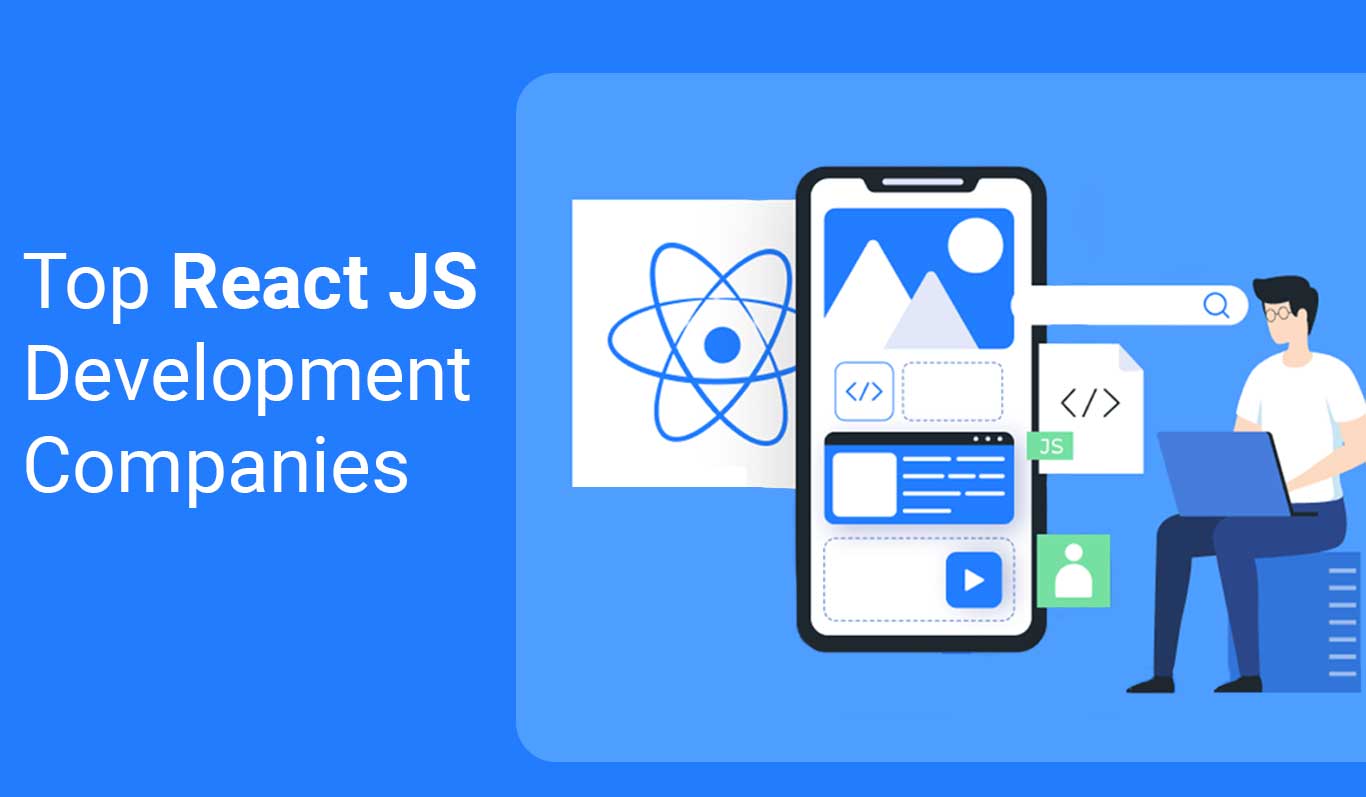 Top React JS
Development
Companies
</>
</>
JS